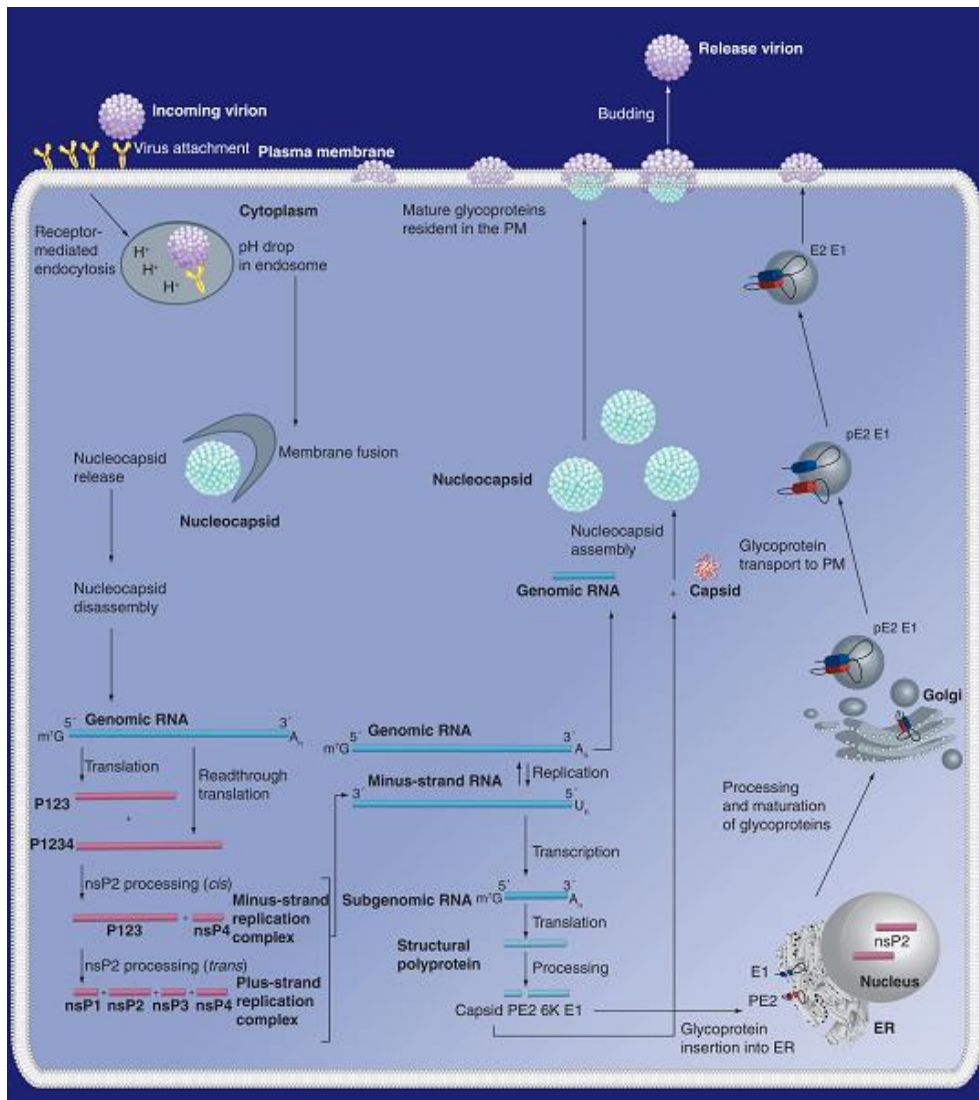 Release virion
Incoming virion
Budding
Virus attachment
Plasma membrane
Cytoplasm
Mature glycoproteins
resident in the PM
Receptor-
mediated
endocytosis
H⁺
H⁺
H⁺
pH drop
in endosome
E2 E1
Nucleocapsid
release
Membrane fusion
Nucleocapsid
Nucleocapsid
pE2 E1
Nucleocapsid
assembly
Glycoprotein
transport to PM
Nucleocapsid
disassembly
Genomic RNA
+
Capsid
pE2 E1
Golgi
5´ Genomic RNA 3´
m⁷G Aₙ
Translation
Readthrough
translation
P123
+
P1234
nsP2 processing (cis)
P123 + nsP4
Minus-strand
replication
complex
nsP2 processing (trans)
nsP1 + nsP2 + nsP3 + nsP4
Plus-strand
replication
complex
5´ Genomic RNA 3´
m⁷G Aₙ
Replication
Minus-strand RNA
3´ 5´
Uₙ
Transcription
Subgenomic RNA
5´ 3´
m⁷G Aₙ
Translation
Structural
polyprotein
Processing
Capsid PE2 6K E1
Glycoprotein
insertion into ER
Processing
and maturation
of glycoproteins
nsP2
Nucleus
E1
PE2
ER